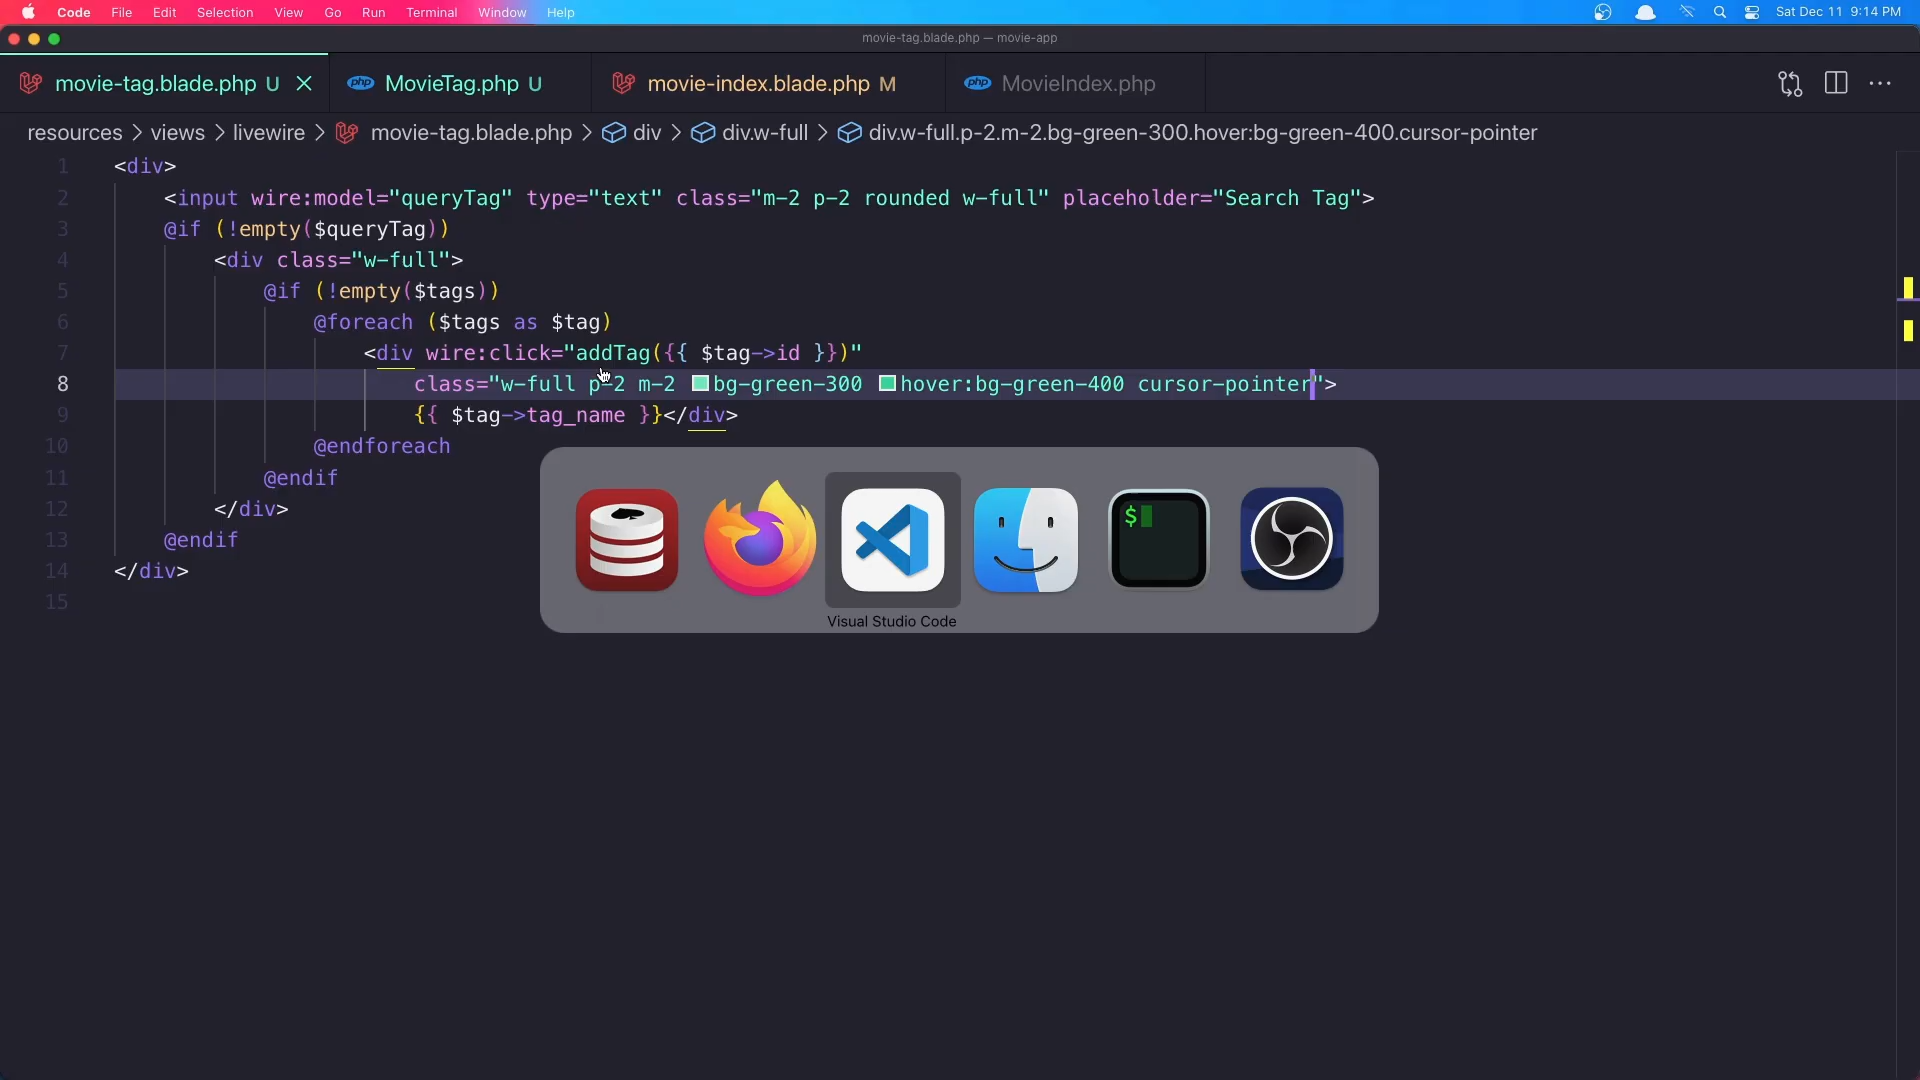 Code File Edit Selection View Go Run Terminal Window Help Sat Dec 11 9:14 PM
movie-tag.blade.php — movie-app
movie-tag.blade.php U php MovieTag.php U movie-index.blade.php M php MovieIndex.php
resources > views > livewire > movie-tag.blade.php > div > div.w-full > div.w-full.p-2.m-2.bg-green-300.hover:bg-green-400.cursor-pointer
1 <div>
2 <input wire:model="queryTag" type="text" class="m-2 p-2 rounded w-full" placeholder="Search Tag">
3 @if (!empty($queryTag))
4 <div class="w-full">
5 @if (!empty($tags))
6 @foreach ($tags as $tag)
7 <div wire:click="addTag({{ $tag->id }})"
8 class="w-full p-2 m-2 bg-green-300 hover:bg-green-400 cursor-pointer">
9 {{ $tag->tag_name }}</div>
10 @endforeach
11 @endif
12 </div>
13 @endif
14 </div>
15
$
Visual Studio Code